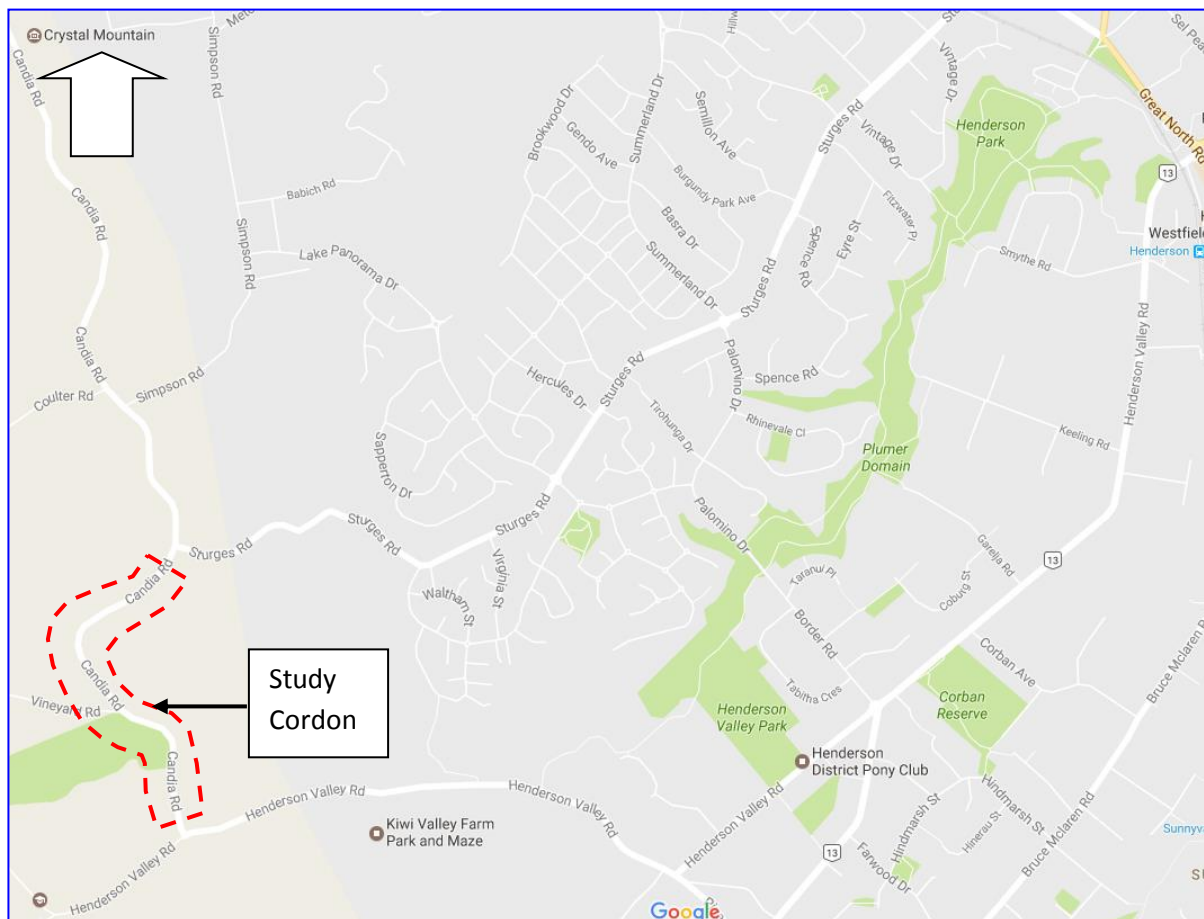 Crystal Mountain
Candia Rd
Simpson Rd
Summerland Dr
Vintage Dr
Sturges Rd
Great North Rd
Henderson
Park
Brookwood Dr
Gendo Ave
Semillon Ave
Vintage Dr
13
Babich Rd
Burgundy Park Ave
Fitzwater Pl
Candia Rd
Simpson Rd
Basra Dr
Spence Rd
Eyre St
Westfield
Henderson
Smythe Rd
Lake Panorama Dr
Summerland Dr
Sturges Rd
Henderson Valley Rd
Candia Rd
Simpson Rd
Coulter Rd
Hercules Dr
Sturges Rd
Palomino Dr
Spence Rd
Tirohunga Dr
Rhinevale Cl
Keeling Rd
Sapperton Dr
Plumer
Domain
Sturges Rd
Sturges Rd
Sturges Rd
Palomino Dr
Garelja Rd
13
Candia Rd
Virginia St
Waltham St
Taranui Pl
Coburg St
Border Rd
Corban Ave
Bruce Mclaren R
Study
Cordon
Candia Rd
Vineyard Rd
Tabitha Cres
Henderson
Valley Park
Corban
Reserve
Candia Rd
Henderson
District Pony Club
Henderson Valley Rd
Henderson Valley Rd
Henderson Valley Rd
Hindmarsh St
Hindmarsh St
Hinerau St
Bruce Mclaren Rd
Sunnyva
Kiwi Valley Farm
Park and Maze
Henderson Valley Rd
13
Farwood Dr
Google